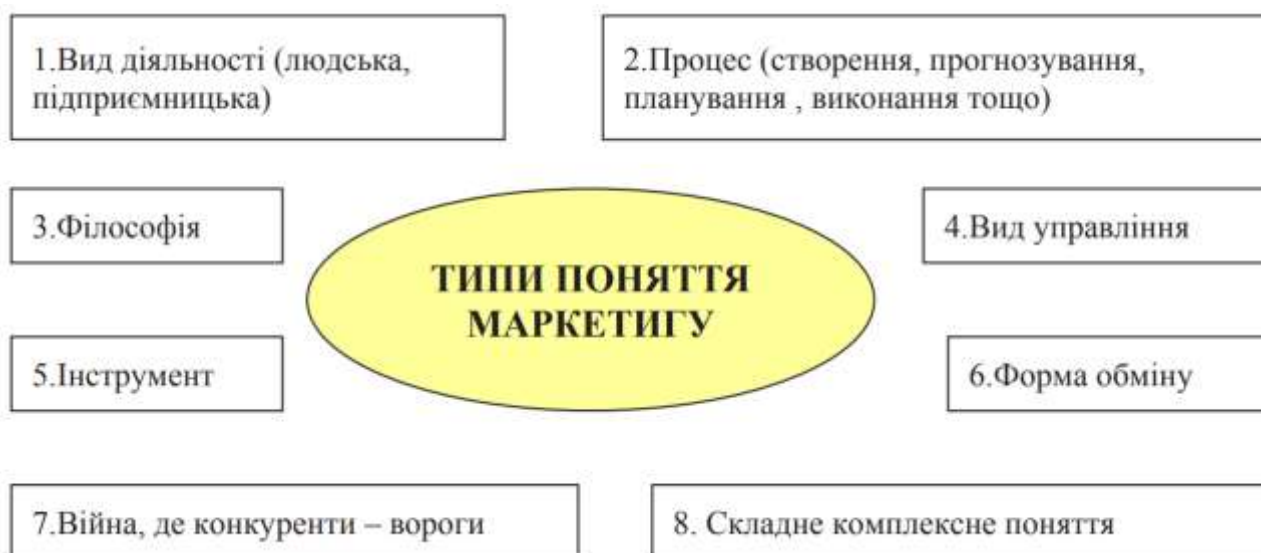 1.Вид діяльності (людська,
підприємницька)
2.Процес (створення, прогнозування,
планування , виконання тощо)
3.Філософія
4.Вид управління
ТИПИ ПОНЯТТЯ
МАРКЕТИГУ
5.Інструмент
6.Форма обміну
7.Війна, де конкуренти – вороги
8. Складне комплексне поняття